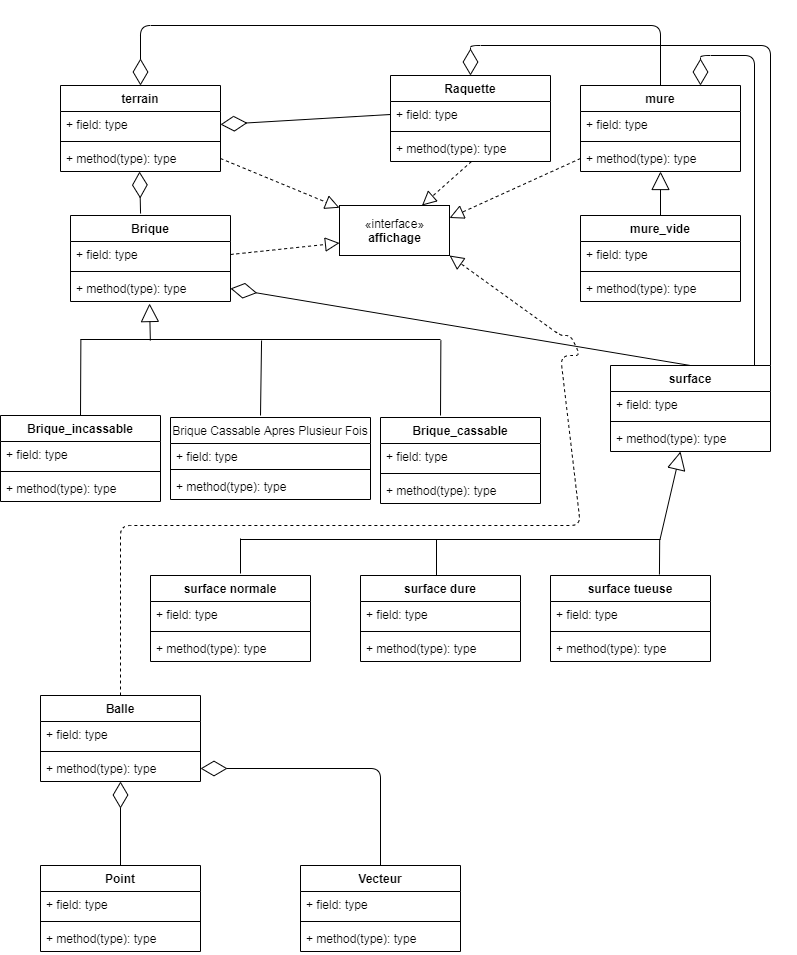 terrain
+ field: type
+ method(type): type
Raquette
+ field: type
+ method(type): type
mure
+ field: type
+ method(type): type
«interface»
affichage
Brique
+ field: type
+ method(type): type
mure_vide
+ field: type
+ method(type): type
surface
+ field: type
+ method(type): type
Brique_incassable
+ field: type
+ method(type): type
Brique Cassable Apres Plusieur Fois
+ field: type
+ method(type): type
Brique_cassable
+ field: type
+ method(type): type
surface normale
+ field: type
+ method(type): type
surface dure
+ field: type
+ method(type): type
surface tueuse
+ field: type
+ method(type): type
Balle
+ field: type
+ method(type): type
Point
+ field: type
+ method(type): type
Vecteur
+ field: type
+ method(type): type